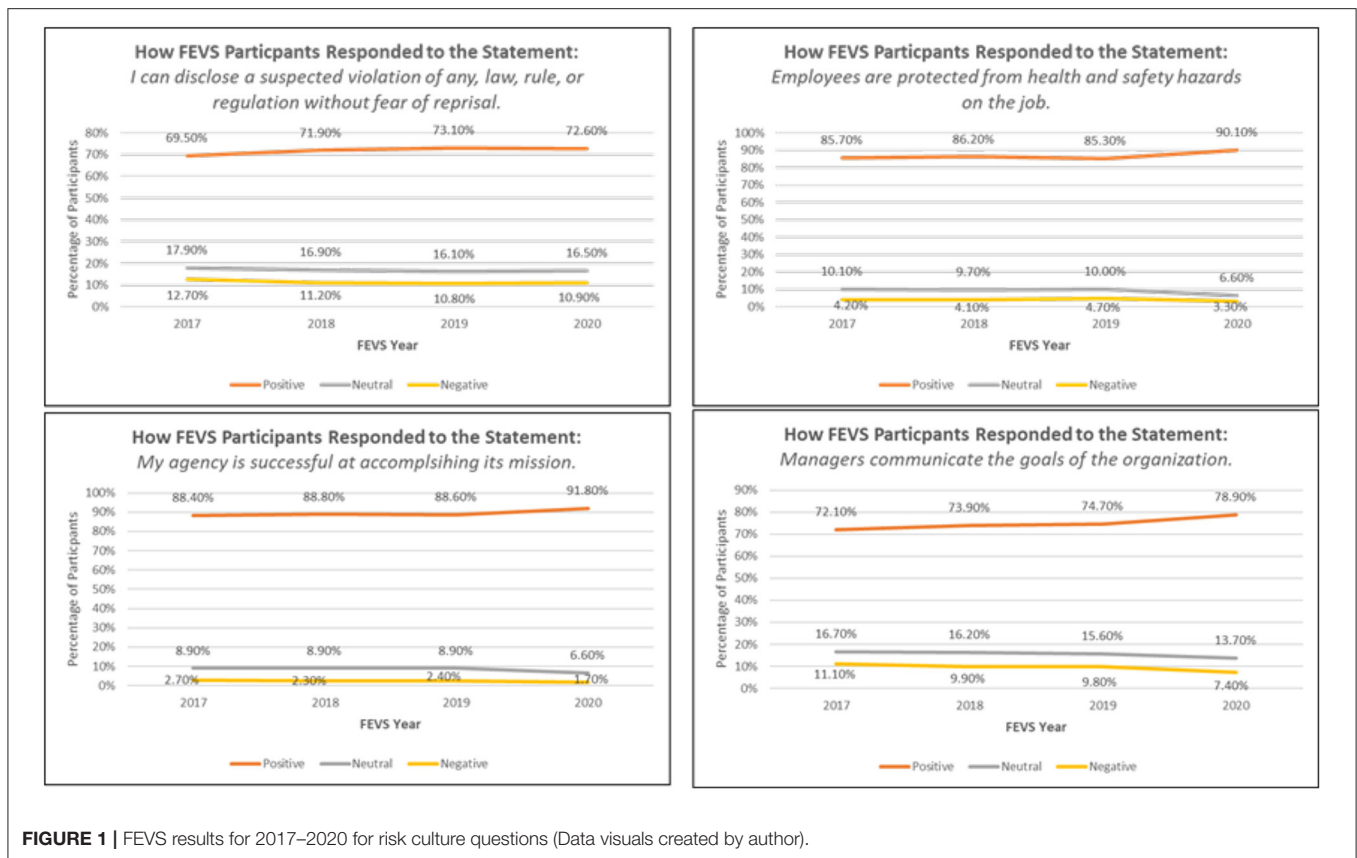 How FEVS Particpants Responded to the Statement:
I can disclose a suspected violation of any, law, rule, or
regulation without fear of reprisal.
Percentage of Participants
80%
70%
60%
50%
40%
30%
20%
10%
0%
69.50% 71.90% 73.10% 72.60%
17.90% 16.90% 16.10% 16.50%
12.70% 11.20% 10.80% 10.90%
2017 2018 2019 2020
FEVS Year
Positive Neutral Negative
How FEVS Particpants Responded to the Statement:
Employees are protected from health and safety hazards
on the job.
Percentage of Participants
100%
90%
80%
70%
60%
50%
40%
30%
20%
10%
0%
85.70% 86.20% 85.30% 90.10%
10.10% 9.70% 10.00% 6.60%
4.20% 4.10% 4.70% 3.30%
2017 2018 2019 2020
FEVS Year
Positive Neutral Negative
How FEVS Participants Responded to the Statement:
My agency is successful at accomplsihing its mission.
Percentage of Particpants
100%
90%
80%
70%
60%
50%
40%
30%
20%
10%
0%
88.40% 88.80% 88.60% 91.80%
8.90% 8.90% 8.90% 6.60%
2.70% 2.30% 2.40% 1.70%
2017 2018 2019 2020
FEVS Year
Positive Neutral Negative
How FEVS Particpants Responded to the Statement:
Managers communicate the goals of the organization.
Percentage of Participants
90%
80%
70%
60%
50%
40%
30%
20%
10%
0%
72.10% 73.90% 74.70% 78.90%
16.70% 16.20% 15.60% 13.70%
11.10% 9.90% 9.80% 7.40%
2017 2018 2019 2020
FEVS Year
Positive Neutral Negative
FIGURE 1 | FEVS results for 2017–2020 for risk culture questions (Data visuals created by author).